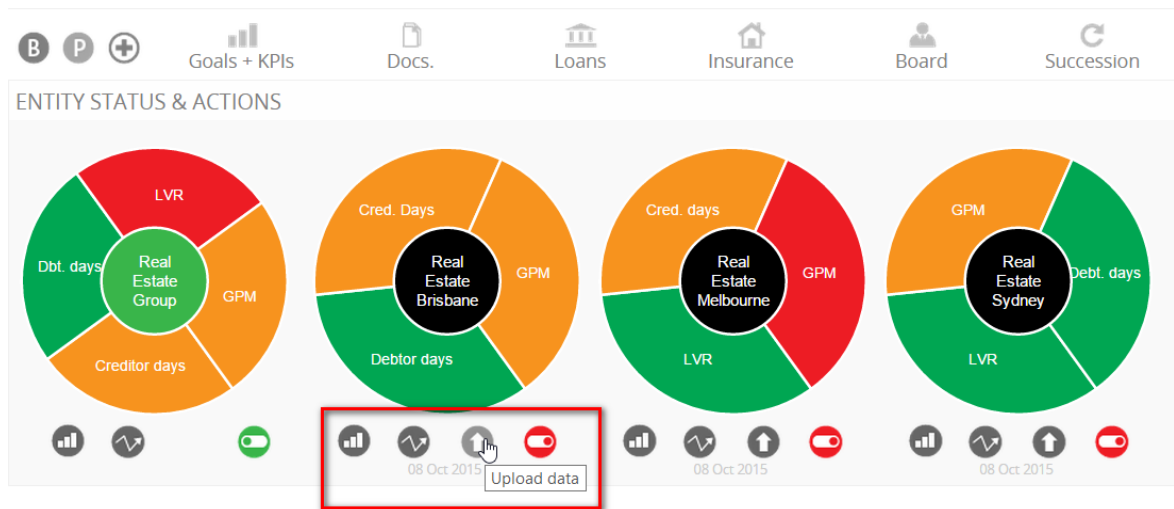 B P
Goals + KPIs
Docs.
Loans
Insurance
Board
Succession
ENTITY STATUS & ACTIONS
LVR
Dbt. days
GPM
Creditor days
Real
Estate
Group
Cred. Days
GPM
Debtor days
Real
Estate
Brisbane
08 Oct 2015
Upload data
Cred. days
GPM
LVR
Real
Estate
Melbourne
08 Oct 2015
GPM
Debt. days
LVR
Real
Estate
Sydney
08 Oct 2015